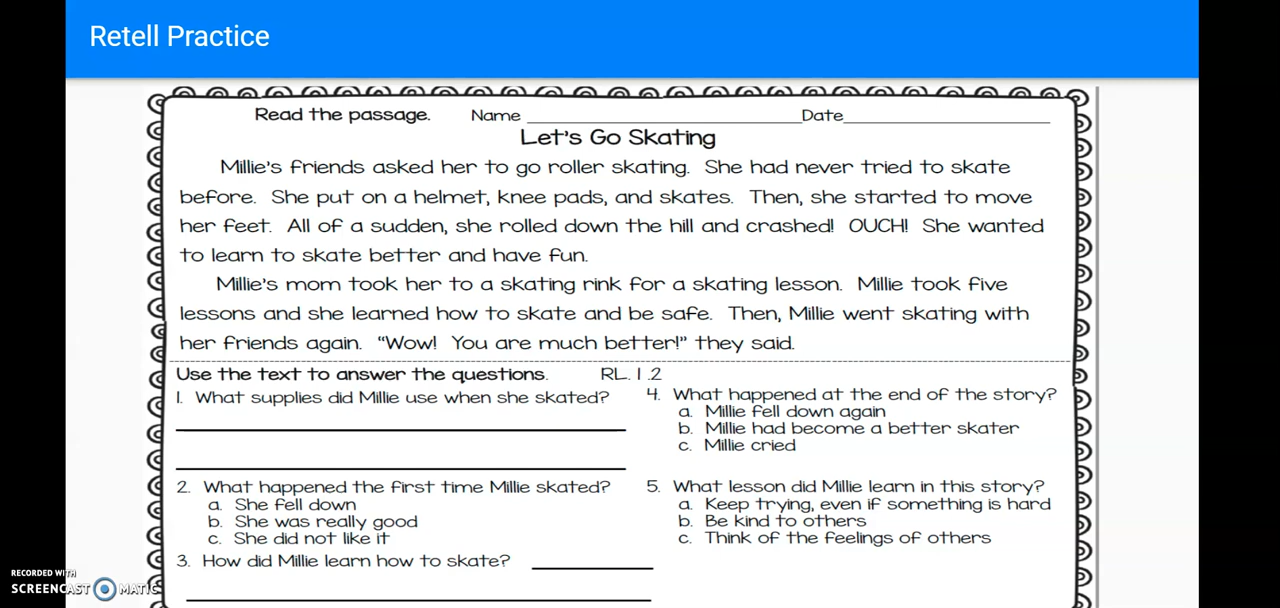 Retell Practice
Read the passage. Name ____ Date____
Let's Go Skating
Millie's friends asked her to go roller skating. She had never tried to skate
before. She put on a helmet, knee pads, and skates. Then, she started to move
her feet. All of a sudden, she rolled down the hill and crashed! OUCH! She wanted
to learn to skate better and have fun.
Millie's mom took her to a skating rink for a skating lesson. Millie took five
lessons and she learned how to skate and be safe. Then, Millie went skating with
her friends again. "Wow! You are much better!" they said.
Use the text to answer the questions. RL.1.2
1. What supplies did Millie use when she skated?
2. What happened the first time Millie skated?
a. She fell down
b. She was really good
c. She did not like it
3. How did Millie learn how to skate?
4. What happened at the end of the story?
a. Millie fell down again
b. Millie had become a better skater
c. Millie cried
5. What lesson did Millie learn in this story?
a. Keep trying, even if something is hard
b. Be kind to others
c. Think of the feelings of others
RECORDED WITH
SCREENCAST MATIC